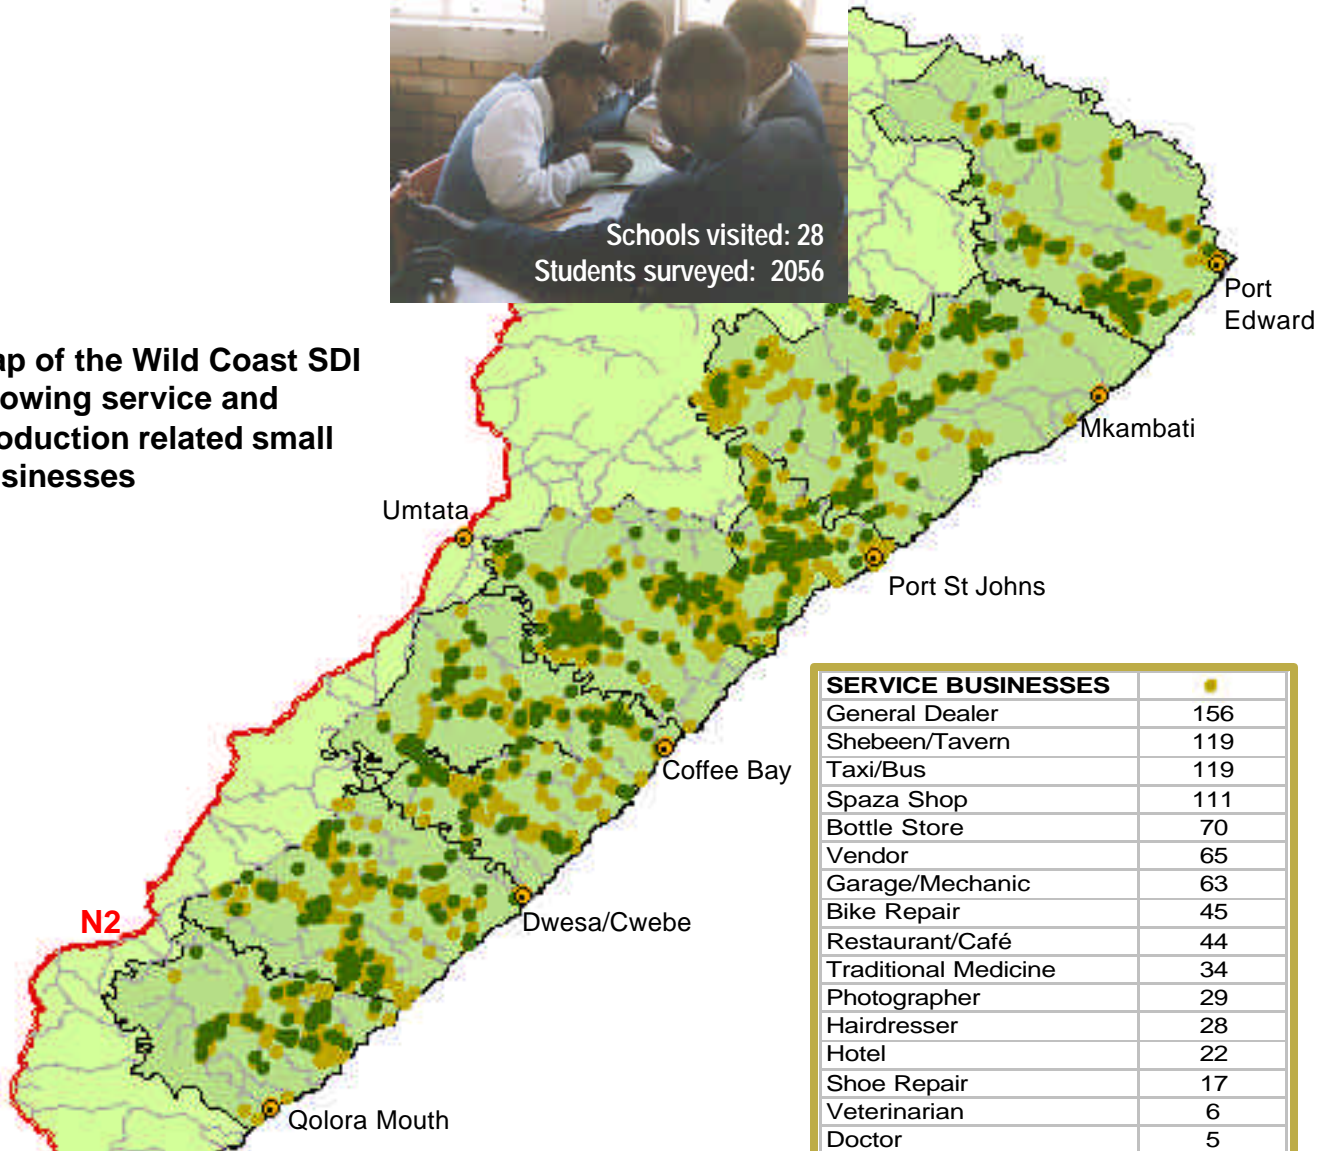 Schools visited: 28
Students surveyed: 2056
ap of the Wild Coast SDI
owing service and
oduction related small
sinesses
Port
Edward
Mkambati
Umtata
Port St Johns
Coffee Bay
N2
Dwesa/Cwebe
Qolora Mouth
SERVICE BUSINESSES
General Dealer 156
Shebeen/Tavern 119
Taxi/Bus 119
Spaza Shop 111
Bottle Store 70
Vendor 65
Garage/Mechanic 63
Bike Repair 45
Restaurant/Café 44
Traditional Medicine 34
Photographer 29
Hairdresser 28
Hotel 22
Shoe Repair 17
Veterinarian 6
Doctor 5